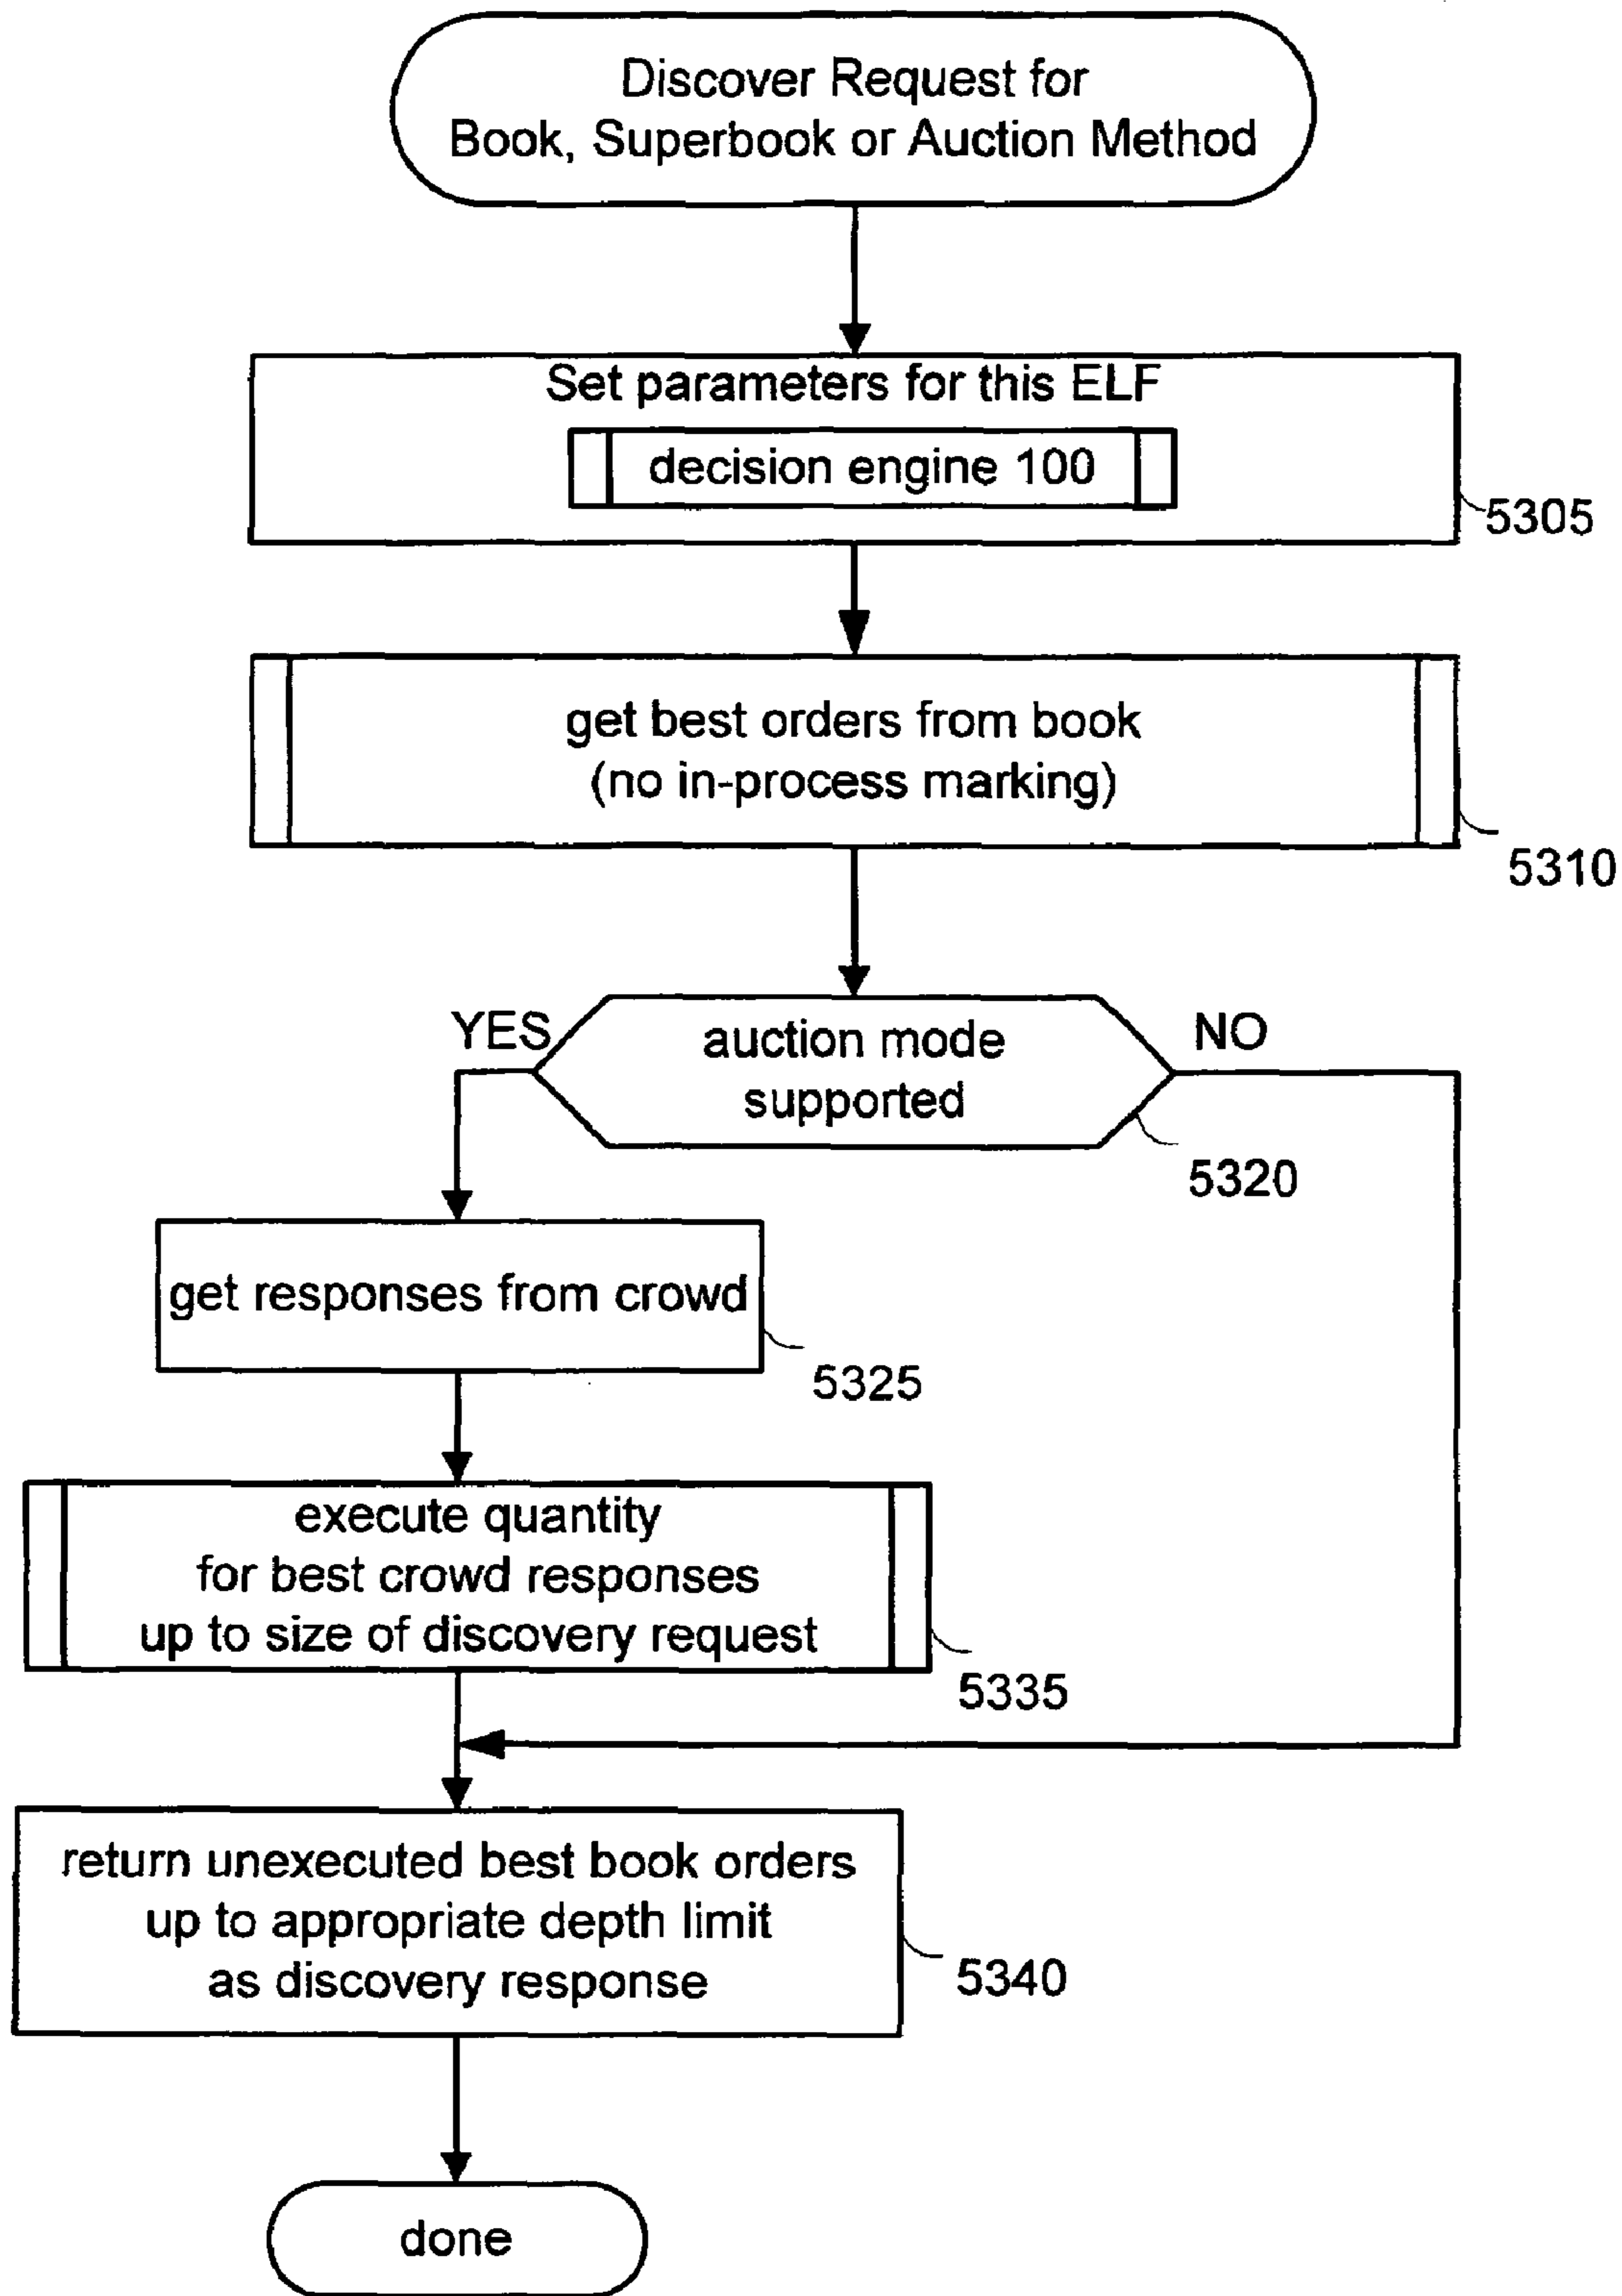 Discover Request for
Book, Superbook or Auction Method
Set parameters for this ELF
decision engine 100
5305
get best orders from book
(no in-process marking)
5310
YES
auction mode
supported
NO
5320
get responses from crowd
5325
execute quantity
for best crowd responses
up to size of discovery request
5335
return unexecuted best book orders
up to appropriate depth limit
as discovery response
5340
done